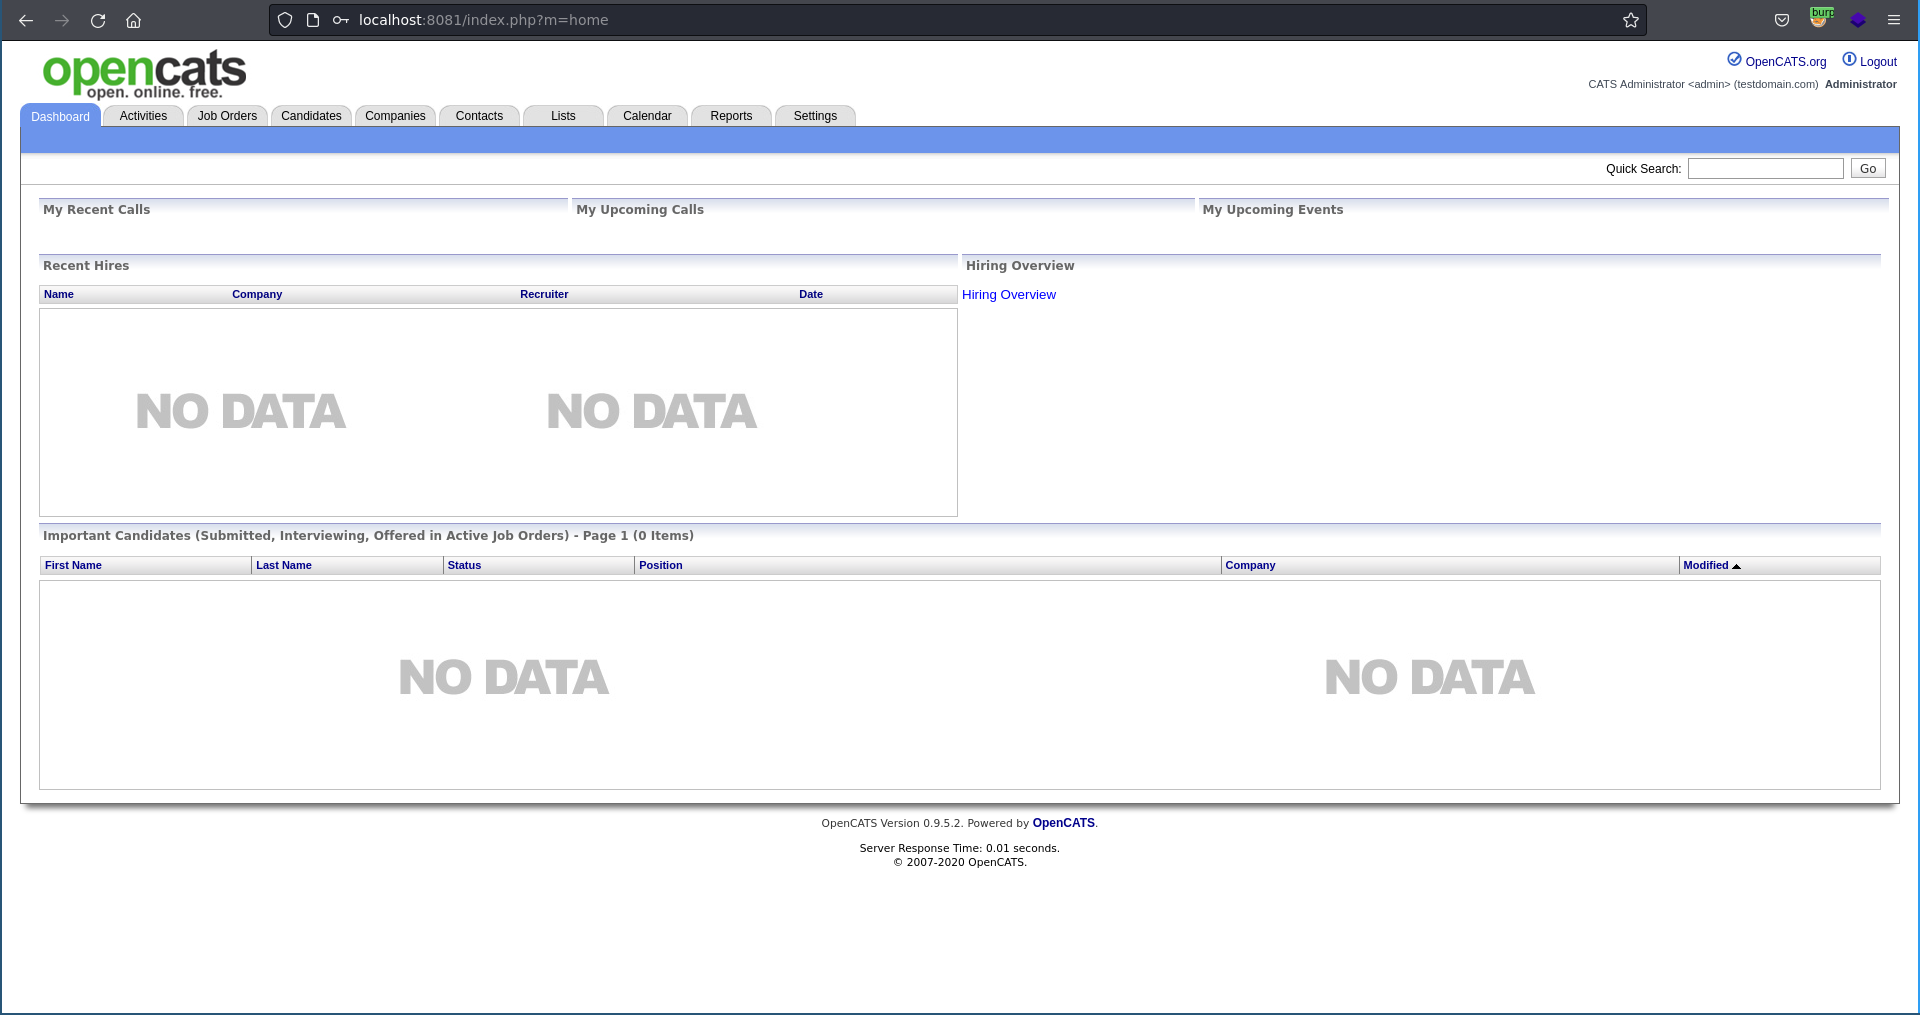 localhost:8081/index.php?m=home
burp
opencats
open. online. free.
OpenCATS.org Logout
CATS Administrator <admin> (testdomain.com) Administrator
Dashboard Activities Job Orders Candidates Companies Contacts Lists Calendar Reports Settings
Quick Search: Go
My Recent Calls My Upcoming Calls My Upcoming Events
Recent Hires Hiring Overview
Name Company Recruiter Date Hiring Overview
NO DATA NO DATA
Important Candidates (Submitted, Interviewing, Offered in Active Job Orders) - Page 1 (0 Items)
First Name Last Name Status Position Company Modified
NO DATA NO DATA
OpenCATS Version 0.9.5.2. Powered by OpenCATS.
Server Response Time: 0.01 seconds.
© 2007-2020 OpenCATS.